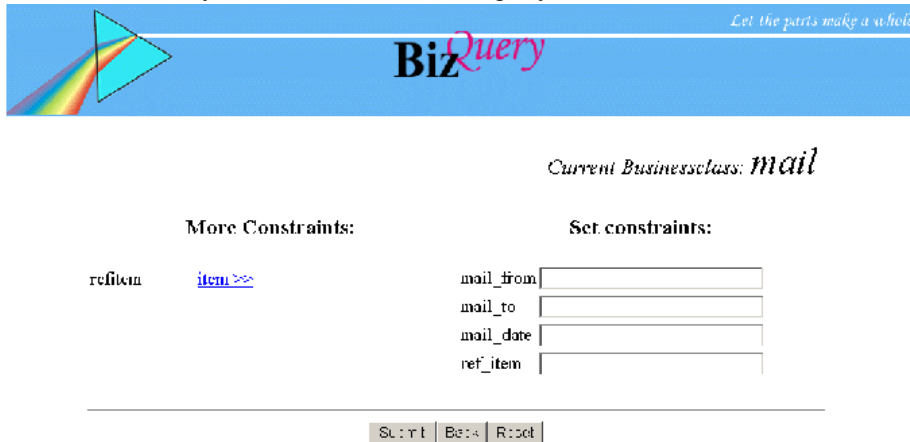 Let the parts make a whole
BizQuery
Current Businessclass: mail
More Constraints:
Set constraints:
refitem
item >>
mail_from
mail_to
mail_date
ref_item
Submit Back Reset